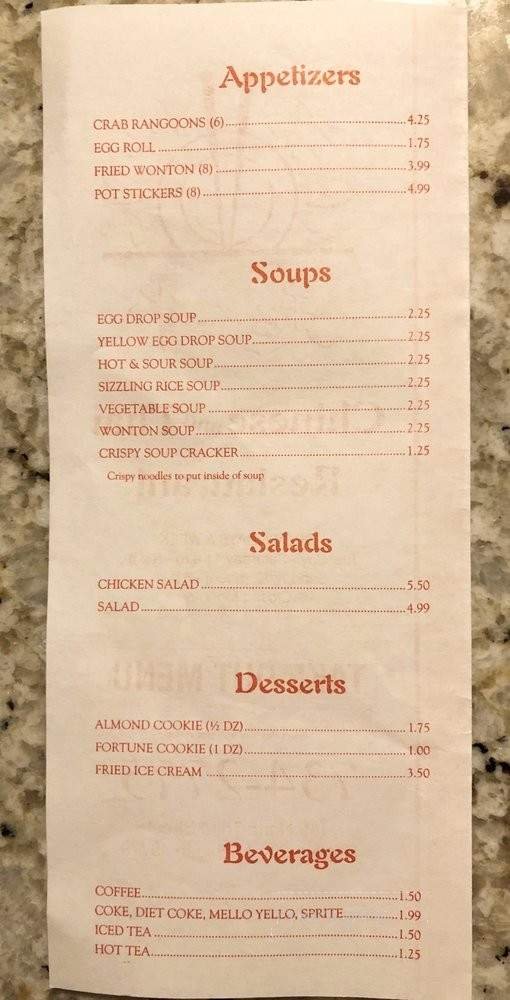 Appetizers
CRAB RANGOONS (6) 4.25
EGG ROLL 1.75
FRIED WONTON (8) 3.99
POT STICKERS (8) 4.99
Soups
EGG DROP SOUP 2.25
YELLOW EGG DROP SOUP 2.25
HOT & SOUR SOUP 2.25
SIZZLING RICE SOUP 2.25
VEGETABLE SOUP 2.25
WONTON SOUP 2.25
CRISPY SOUP CRACKER 1.25
Crispy noodles to put inside of soup
Salads
CHICKEN SALAD 5.50
SALAD 4.99
Desserts
ALMOND COOKIE (½ DZ) 1.75
FORTUNE COOKIE (1 DZ) 1.00
FRIED ICE CREAM 3.50
Beverages
COFFEE 1.50
COKE, DIET COKE, MELLO YELLO, SPRITE 1.99
ICED TEA 1.50
HOT TEA 1.25